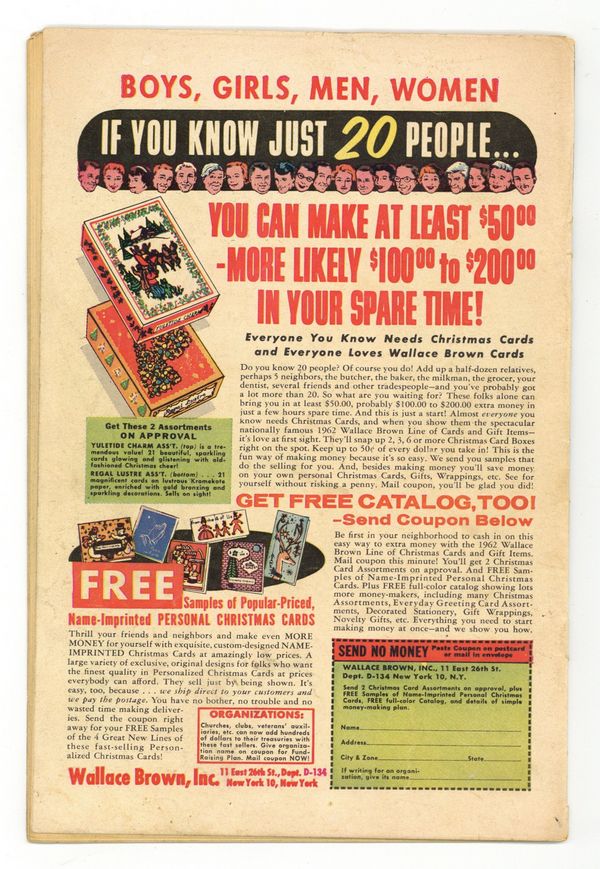 BOYS, GIRLS, MEN, WOMEN
IF YOU KNOW JUST 20 PEOPLE...
YOU CAN MAKE AT LEAST $50⁰⁰
-MORE LIKELY $100⁰⁰ to $200⁰⁰
IN YOUR SPARE TIME!
YULETIDE CHARM
Everyone You Know Needs Christmas Cards
and Everyone Loves Wallace Brown Cards
Do you know 20 people? Of course you do! Add up a half-dozen relatives,
perhaps 5 neighbors, the butcher, the baker, the milkman, the grocer, your
dentist, several friends and other tradespeople—and you've probably got
a lot more than 20. So what are you waiting for? These folks alone can
bring you in at least $50.00, probably $100.00 to $200.00 extra money in
just a few hours spare time. And this is just a start! Almost everyone you
know needs Christmas Cards, and when you show them the spectacular
nationally famous 1962 Wallace Brown Line of Cards and Gift Items—
it's love at first sight. They'll snap up 2, 3, 6 or more Christmas Card Boxes
right on the spot. Keep up to 50¢ of every dollar you take in! This is the
fun way of making money because it's so easy. We send you samples that
do the selling for you. And, besides making money you'll save money
on your own personal Christmas Cards, Gifts, Wrappings, etc. See for
yourself without risking a penny. Mail coupon, you'll be glad you did!
Get These 2 Assortments
ON APPROVAL
YULETIDE CHARM ASS'T. (top) is a tre-
mendous value! 21 beautiful, sparkling
cards glowing and glistening with old-
fashioned Christmas cheer!
REGAL LUSTRE ASS'T. (bottom) . . . 21
magnificent cards on lustrous Kromekote
paper, enriched with gold bronzing and
sparkling decorations. Sells on sight!
GET FREE CATALOG, TOO!
–Send Coupon Below
Be first in your neighborhood to cash in on this
easy way to extra money with the 1962 Wallace
Brown Line of Christmas Cards and Gift Items.
Mail coupon this minute! You'll get 2 Christmas
Card Assortments on approval. And FREE Sam-
ples of Name-Imprinted Personal Christmas
Cards. Plus FREE full-color catalog showing lots
more money-makers, including many Christmas
Assortments, Everyday Greeting Card Assort-
ments, Decorated Stationery, Gift Wrappings,
Novelty Gifts, etc. Everything you need to start
making money at once—and we show you how.
FREE
Samples of Popular-Priced,
Name-Imprinted PERSONAL CHRISTMAS CARDS
Thrill your friends and neighbors and make even MORE
MONEY for yourself with exquisite, custom-designed NAME-
IMPRINTED Christmas Cards at amazingly low prices. A
large variety of exclusive, original designs for folks who want
the finest quality in Personalized Christmas Cards at prices
everybody can afford. They sell just by being shown. It's
easy, too, because . . . we ship direct to your customers and
we pay the postage. You have no bother, no trouble and no
wasted time making deliver-
ies. Send the coupon right
away for your FREE Samples
of the 4 Great New Lines of
these fast-selling Person-
alized Christmas Cards!
ORGANIZATIONS:
Churches, clubs, veterans' auxil-
iaries, etc. can now add hundreds
of dollars to their treasuries with
these fast sellers. Give organiza-
tion name on coupon for Fund-
Raising Plan. Mail coupon NOW!
Wallace Brown, Inc. 11 East 26th St., Dept. D-134
New York 10, New York
SEND NO MONEY Paste Coupon on postcard
or mail in envelope
WALLACE BROWN, INC., 11 East 26th St.
Dept. D-134 New York 10, N.Y.
Send 2 Christmas Card Assortments on approval, plus
FREE Samples of Name-Imprinted Personal Christmas
Cards, FREE full-color Catalog, and details of simple
money-making plan.
Name
Address
City & Zone State
If writing for an organi-
zation, give its name